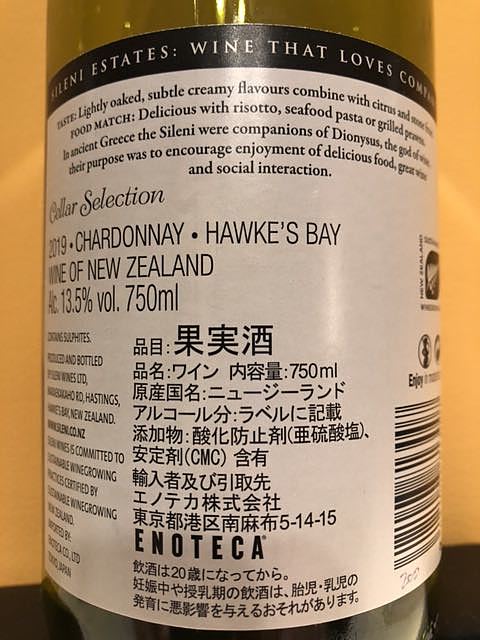 SILENI ESTATES: WINE THAT LOVES COMPA
TASTE: Lightly oaked, subtle creamy flavours combine with citrus and stone
FOOD MATCH: Delicious with risotto, seafood pasta or grilled prawns.
In ancient Greece the Sileni were companions of Dionysus, the god of wine,
their purpose was to encourage enjoyment of delicious food, great wine
and social interaction.
Cellar Selection
2019 • CHARDONNAY • HAWKE'S BAY
WINE OF NEW ZEALAND
Alc. 13.5% vol. 750ml
CONTAINS SULPHITES.
PRODUCED AND BOTTLED
BY SILENI WINES LTD,
MARAEKAKAHO RD, HASTINGS,
HAWKE'S BAY, NEW ZEALAND.
WWW.SILENI.CO.NZ
SILENI WINES IS COMMITTED TO
SUSTAINABLE WINEGROWING
PRACTICES CERTIFIED BY
SUSTAINABLE WINEGROWING
NEW ZEALAND.
IMPORTED BY:
ENOTECA CO., LTD
TOKYO, JAPAN
品目:果実酒
品名:ワイン 内容量:750ml
原産国名:ニュージーランド
アルコール分:ラベルに記載
添加物:酸化防止剤(亜硫酸塩)、
安定剤(CMC) 含有
輸入者及び引取先
エノテカ株式会社
東京都港区南麻布5-14-15
ENOTECA
飲酒は20歳になってから。
妊娠中や授乳期の飲酒は、胎児・乳児の
発育に悪影響を与えるおそれがあります。
NEW ZEALAND
Enjoy